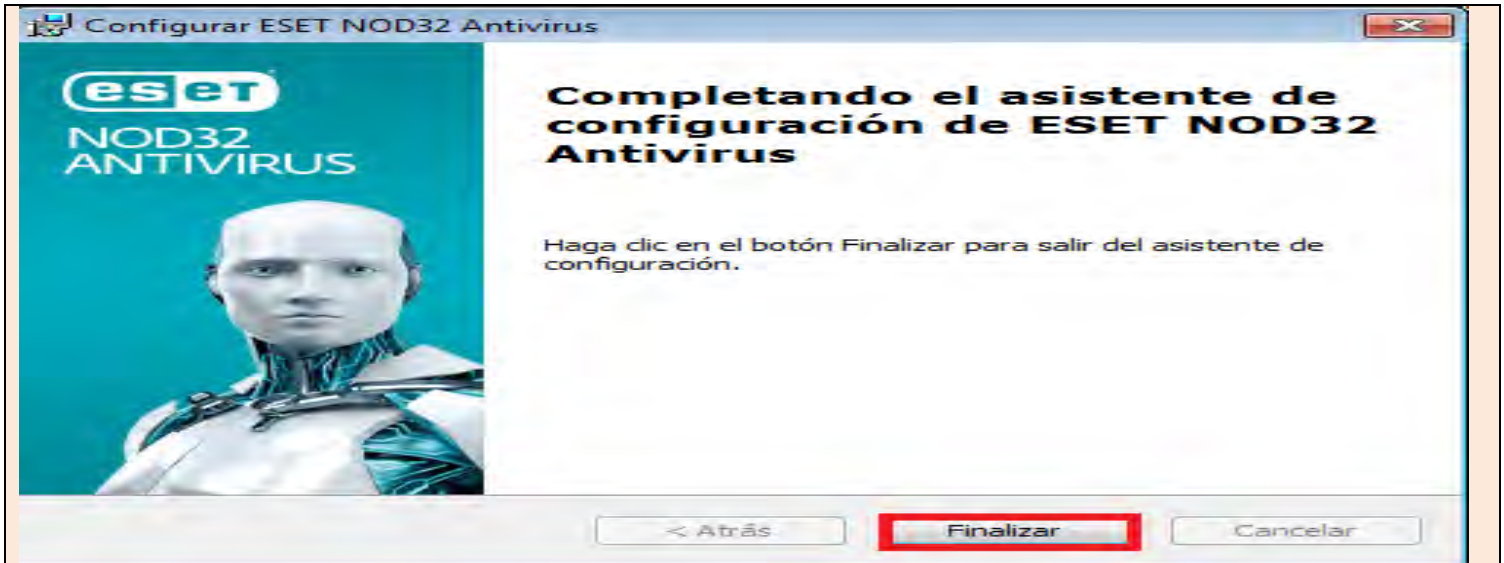 Configurar ESET NOD32 Antivirus
eset
NOD32
ANTIVIRUS
Completando el asistente de
configuración de ESET NOD32
Antivirus
Haga clic en el botón Finalizar para salir del asistente de
configuración.
< Atrás
Finalizar
Cancelar